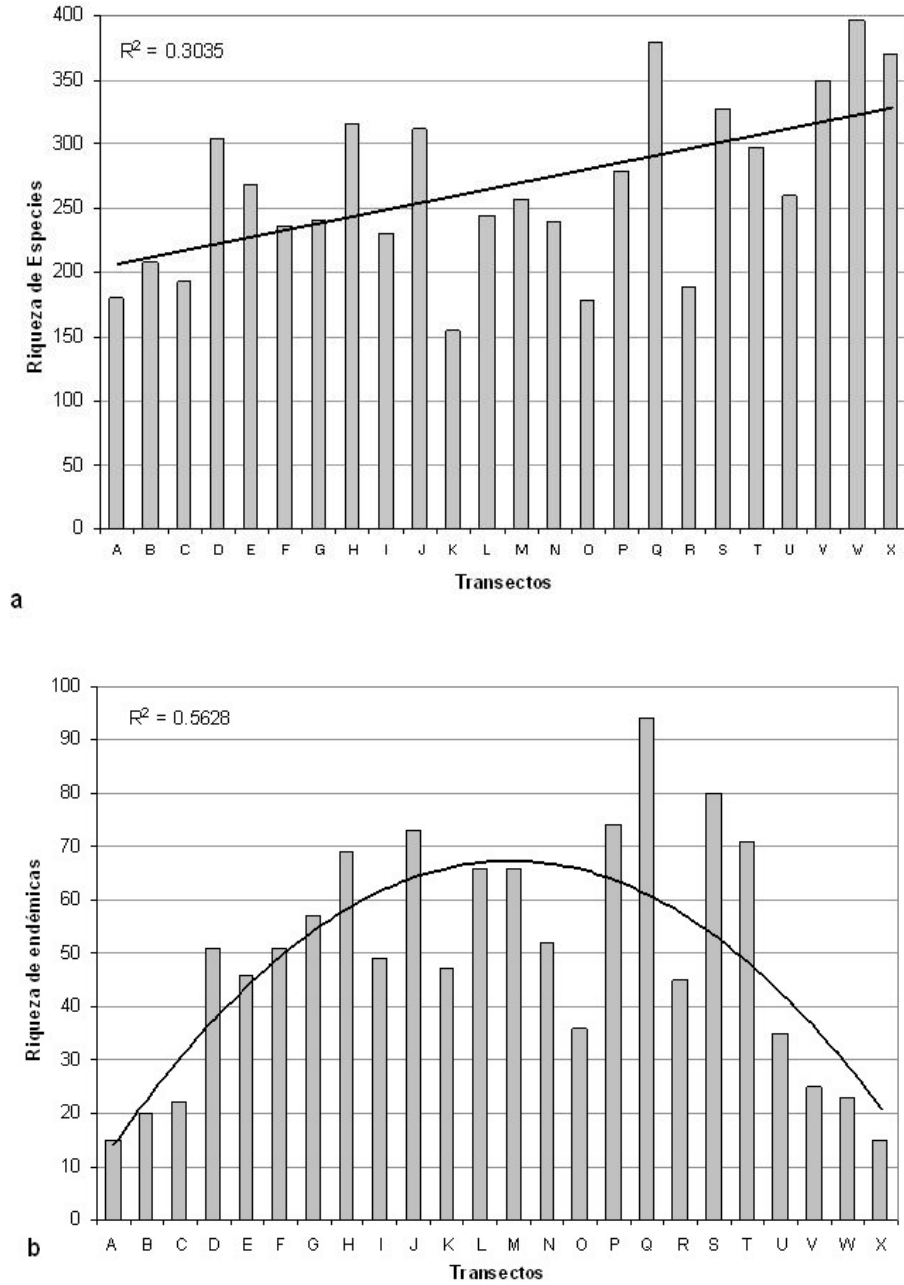 R² = 0.3035
Riqueza de Especies
400
350
300
250
200
150
100
50
0
A B C D E F G H I J K L M N O P Q R S T U V W X
Transectos
a
R² = 0.5628
Riqueza de endémicas
100
90
80
70
60
50
40
30
20
10
0
A B C D E F G H I J K L M N O P Q R S T U V W X
Transectos
b